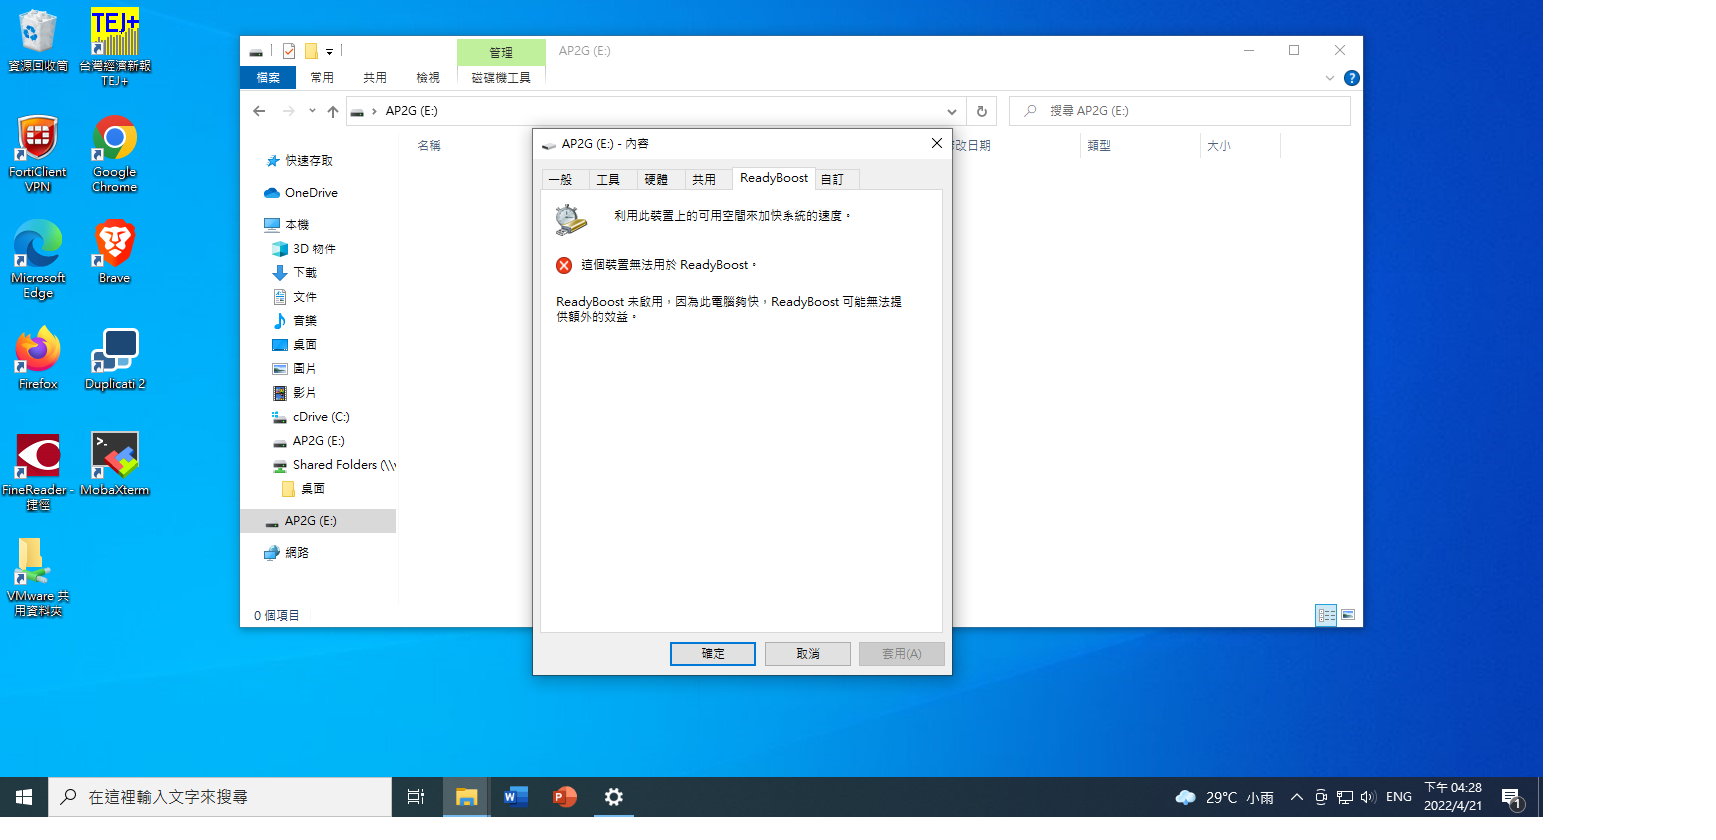 資源回收筒
TEJ+
台灣經濟新報
TEJ+
FortiClient
VPN
Google
Chrome
Microsoft
Edge
Brave
Firefox
Duplicati 2
FineReader -
捷徑
MobaXterm
VMware 共
用資料夾
管理
AP2G (E:)
檔案
常用
共用
檢視
磁碟機工具
AP2G (E:)
搜尋 AP2G (E:)
名稱
改日期
類型
大小
快速存取
OneDrive
本機
3D 物件
下載
文件
音樂
桌面
圖片
影片
cDrive (C:)
AP2G (E:)
Shared Folders (\\v
桌面
AP2G (E:)
網路
0 個項目
AP2G (E:) - 內容
一般
工具
硬體
共用
ReadyBoost
自訂
利用此裝置上的可用空間來加快系統的速度。
這個裝置無法用於 ReadyBoost。
ReadyBoost 未啟用，因為此電腦夠快，ReadyBoost 可能無法提
供額外的效益。
確定
取消
套用(A)
在這裡輸入文字來搜尋
29°C 小雨
ENG
下午 04:28
2022/4/21
1